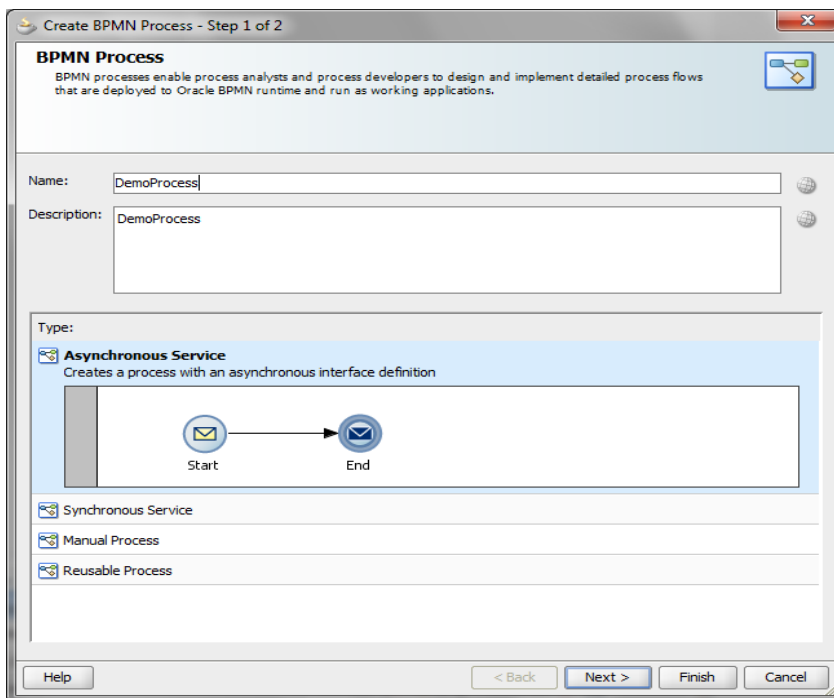 Create BPMN Process - Step 1 of 2
BPMN Process
BPMN processes enable process analysts and process developers to design and implement detailed process flows
that are deployed to Oracle BPMN runtime and run as working applications.
Name: DemoProcess
Description: DemoProcess
Type:
Asynchronous Service
Creates a process with an asynchronous interface definition
Start End
Synchronous Service
Manual Process
Reusable Process
Help < Back Next > Finish Cancel